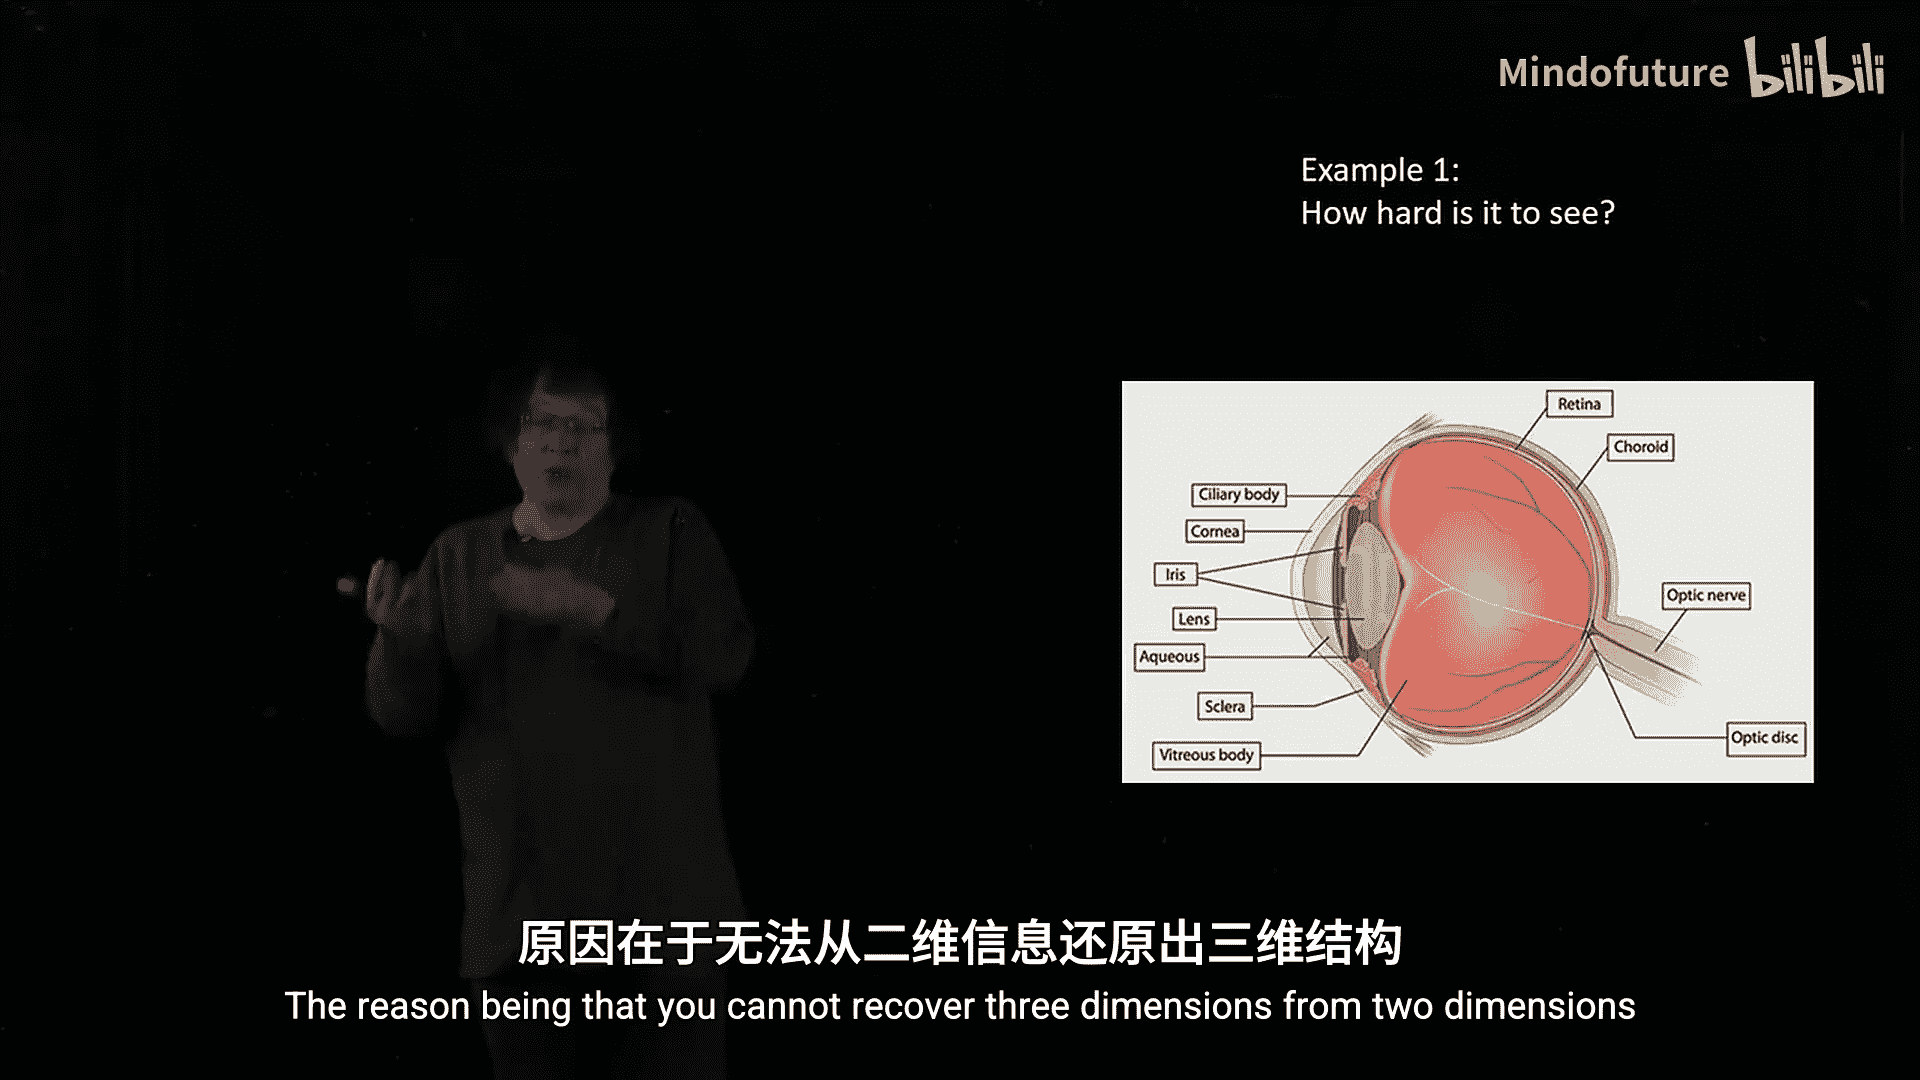 Mindofuture bilibili
Example 1:
How hard is it to see?
Retina
Choroid
Ciliary body
Cornea
Iris
Lens
Aqueous
Sclera
Vitreous body
Optic nerve
Optic disc
原因在于无法从二维信息还原出三维结构
The reason being that you cannot recover three dimensions from two dimensions